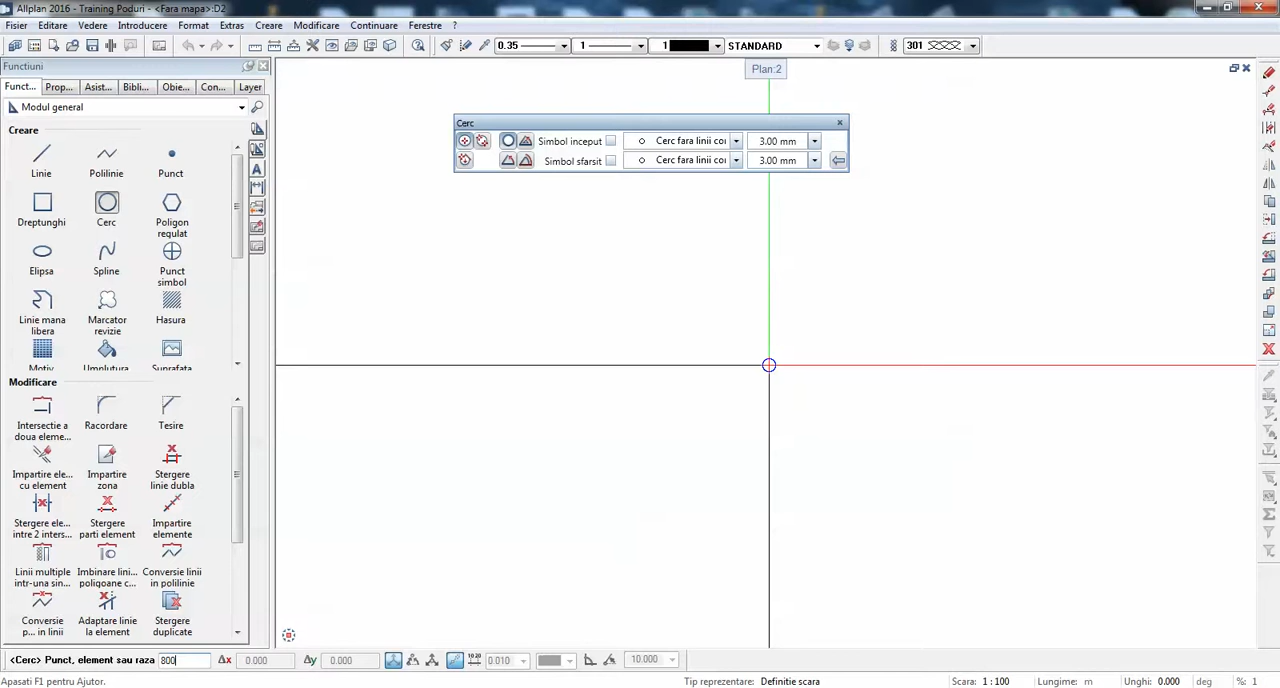 Allplan 2016 - Training Poduri - <Fara mapa>:D2
Fisier Editare Vedere Introducere Format Extras Creare Modificare Continuare Ferestre ?
0.35 1 1 STANDARD 301
Functiuni
Plan:2
Funct... Prop... Asist... Bibli... Obie... Con... Layer
Modul general
Cerc
Simbol inceput Cerc fara linii coi 3.00 mm
Simbol sfarsit Cerc fara linii coi 3.00 mm
Creare
Linie Polilinie Punct
Dreptunghi Cerc Poligon regulat
Elipsa Spline Punct simbol
Linie mana libera Marcator revizie Hasura
Motiv Umplutura Suprafata
Modificare
Intersectie a doua eleme... Racordare Tesire
Impartire ele... cu element Impartire zona Stergere linie dubla
Stergere ele... intre 2 inters... Stergere parti element Impartire elemente
Linii multiple intr-una sin... Imbinare lini... poligoane c... Conversie linii in polilinie
Conversie p... in linii Adaptare linie la element Stergere duplicate
<Cerc> Punct, element sau raza 800 Δx 0.000 Δy 0.000 0.010 10.000
Apasati F1 pentru Ajutor. Tip reprezentare: Definitie scara Scara: 1 : 100 Lungime: m Unghi: 0.000 deg %: 1